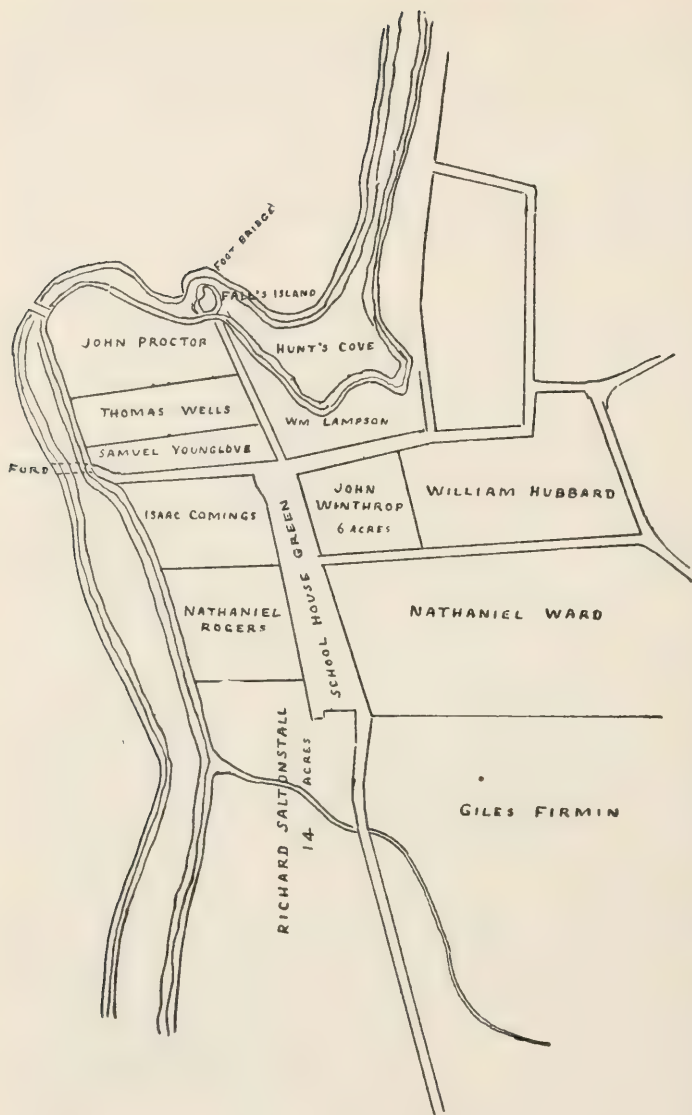 FOOT BRIDGE
FALL'S ISLAND
JOHN PROCTOR
HUNT'S COVE
THOMAS WELLS
WM LAMPSON
SAMUEL YOUNGLOVE
FORD
ISAAC COMINGS
JOHN
WINTHROP
6 ACRES
WILLIAM HUBBARD
SCHOOL HOUSE GREEN
NATHANIEL
ROGERS
NATHANIEL WARD
RICHARD SALTONSTALL
14 ACRES
GILES FIRMIN